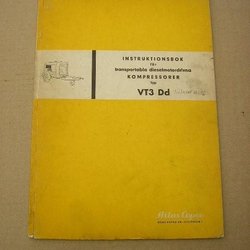 INSTRUKTIONSBOK
för
transportabla dieselmotordrivna
KOMPRESSORER
typ
VT3 Dd
Atlas Copco